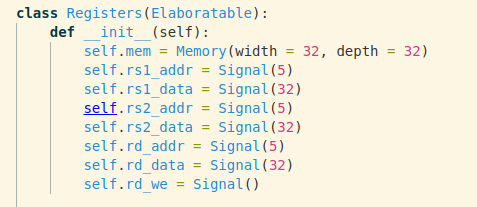 class Registers(Elaboratable):
    def __init__(self):
        self.mem = Memory(width = 32, depth = 32)
        self.rs1_addr = Signal(5)
        self.rs1_data = Signal(32)
        self.rs2_addr = Signal(5)
        self.rs2_data = Signal(32)
        self.rd_addr = Signal(5)
        self.rd_data = Signal(32)
        self.rd_we = Signal()